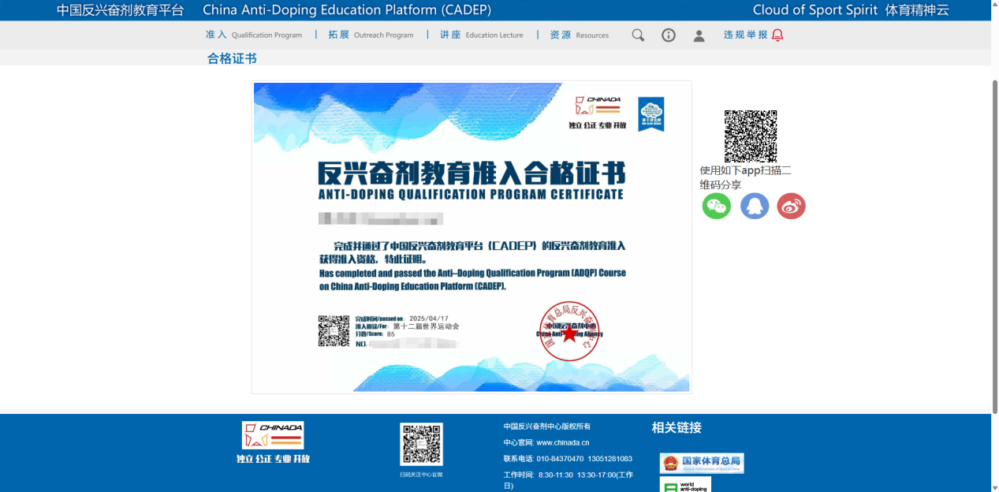 中国反兴奋剂教育平台 China Anti-Doping Education Platform (CADEP) Cloud of Sport Spirit 体育精神云
准入 Qualification Program | 拓展 Outreach Program | 讲座 Education Lecture | 资源 Resources 违规举报
合格证书
CHINADA
独立 公正 专业 开放
反兴奋剂教育准入合格证书
ANTI-DOPING QUALIFICATION PROGRAM CERTIFICATE
完成并通过了中国反兴奋剂教育平台（CADEP）的反兴奋剂教育准入
获得准入资格，特此证明。
Has completed and passed the Anti-Doping Qualification Program (ADQP) Course
on China Anti-Doping Education Platform (CADEP).
完成时间/passed on: 2025/04/17
准入用途/For: 第十二届世界运动会
分数/Score: 85
NO.
国家体育总局反兴奋剂中心
中国反兴奋剂中心
使用如下app扫描二
维码分享
CHINADA
独立 公正 专业 开放
扫码关注中心官微
中国反兴奋剂中心版权所有
中心官网: www.chinada.cn
联系电话: 010-84370470 13051281083
工作时间: 8:30-11:30 13:30-17:00(工作
日)
相关链接
国家体育总局
General Administration of Sport of China
world
anti-doping